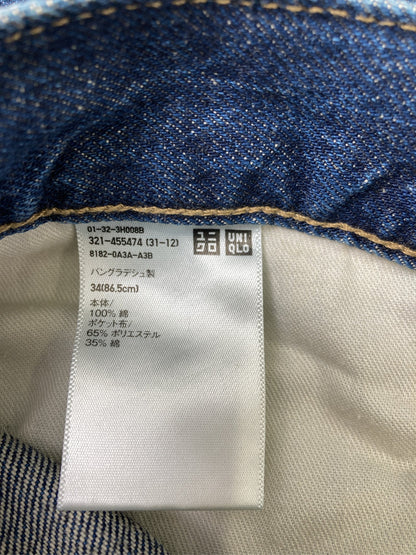 01-32-3H008B
321-455474 (31-12)
8182-0A3A-A3B
ユニ
クロ
UNI
QLO
バングラデシュ製
34(86.5cm)
本体/
100% 綿
ポケット布/
65% ポリエステル
35% 綿